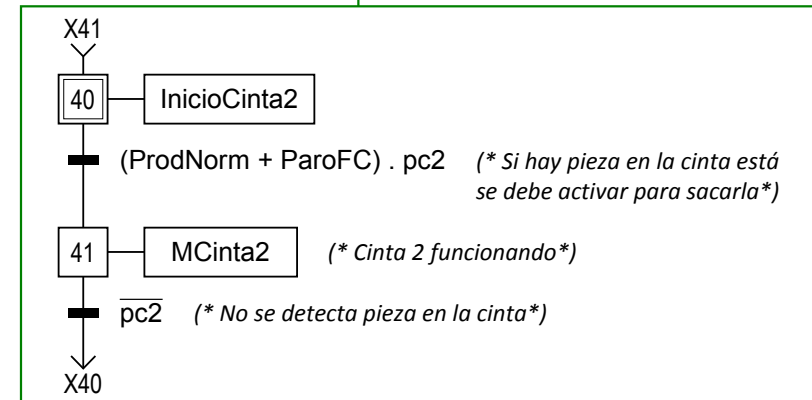 X41
40 InicioCinta2
(ProdNorm + ParoFC) . pc2 (* Si hay pieza en la cinta está
se debe activar para sacarla*)
41 MCinta2 (* Cinta 2 funcionando*)
p̅c̅2̅ (* No se detecta pieza en la cinta*)
X40